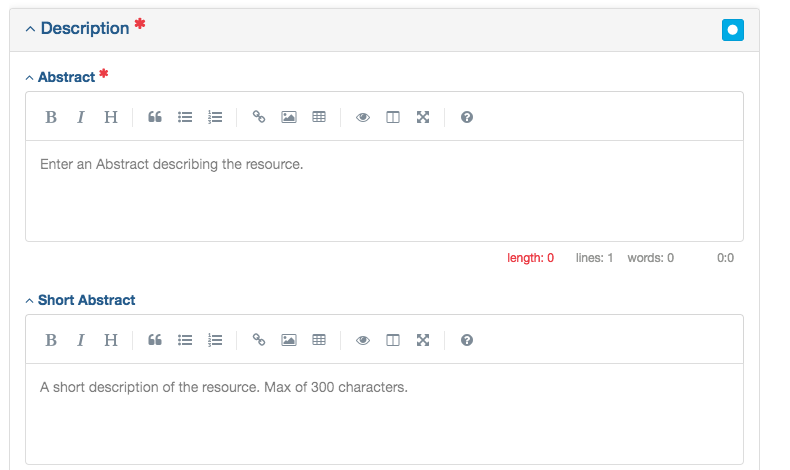 Description *
Abstract *
B I H
Enter an Abstract describing the resource.
length: 0 lines: 1 words: 0 0:0
Short Abstract
B I H
A short description of the resource. Max of 300 characters.